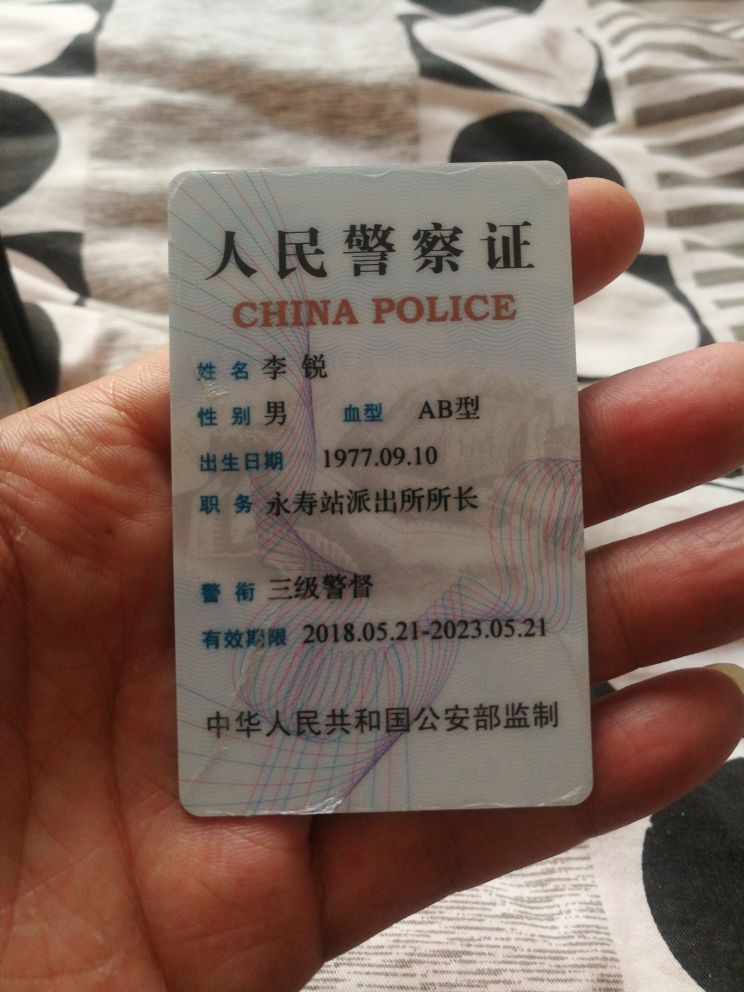 人民警察证
CHINA POLICE
姓名 李锐
性别 男 血型 AB型
出生日期 1977.09.10
职务 永寿站派出所所长
警衔 三级警督
有效期限 2018.05.21-2023.05.21
中华人民共和国公安部监制